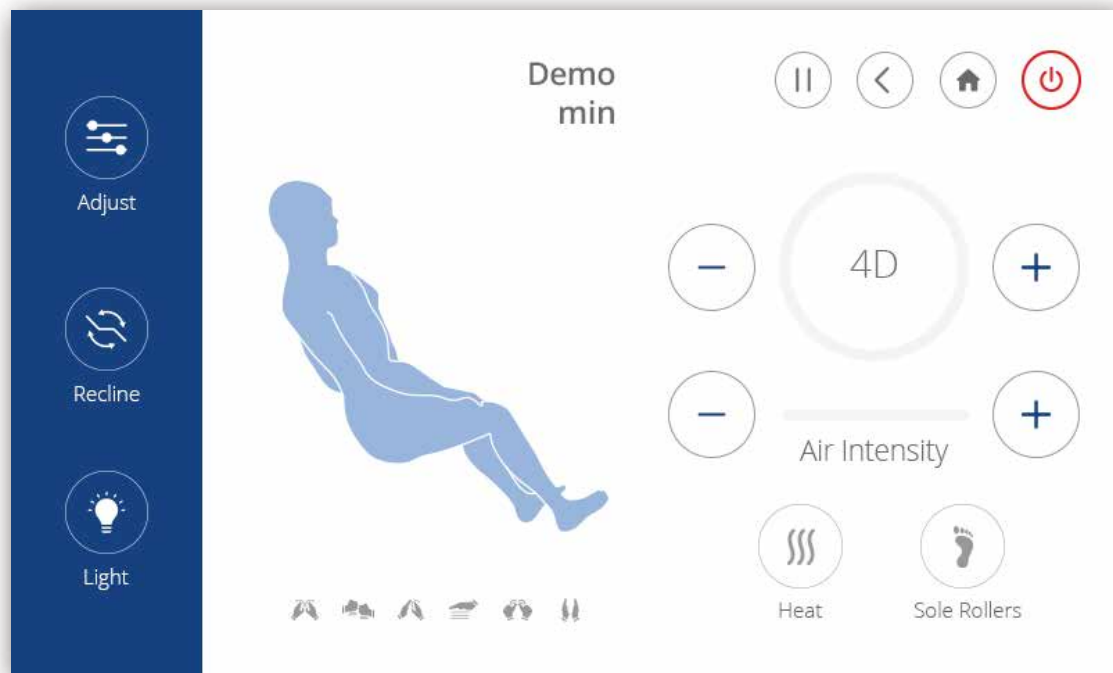 Demo
min
Adjust
4D
Recline
Air Intensity
Light
Heat
Sole Rollers